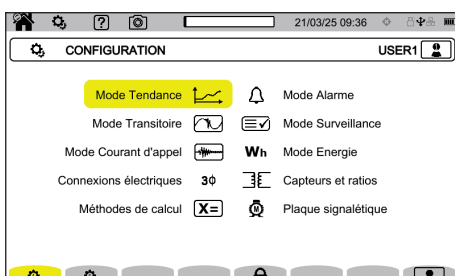 ? 21/03/25 09:36
CONFIGURATION USER1
Mode Tendance Mode Alarme
Mode Transitoire Mode Surveillance
Mode Courant d'appel Wh Mode Energie
Connexions électriques 3φ Capteurs et ratios
Méthodes de calcul X= M Plaque signalétique